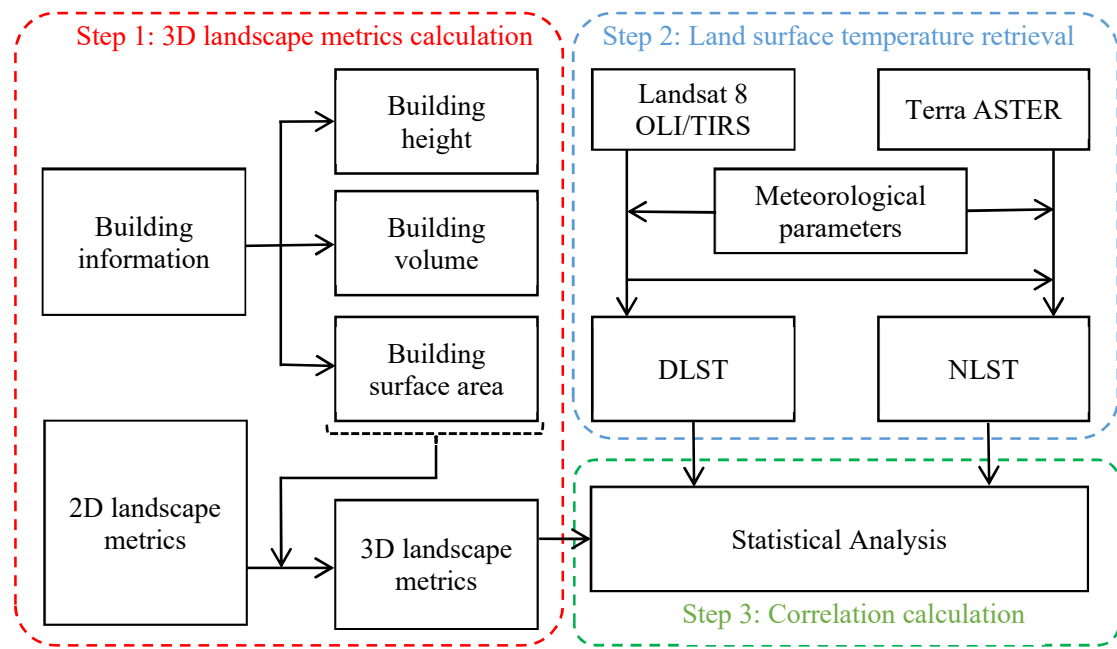 Step 1: 3D landscape metrics calculation
Building
height
Building
information
Building
volume
Building
surface area
2D landscape
metrics
3D landscape
metrics
Step 2: Land surface temperature retrieval
Landsat 8
OLI/TIRS
Terra ASTER
Meteorological
parameters
DLST
NLST
Statistical Analysis
Step 3: Correlation calculation